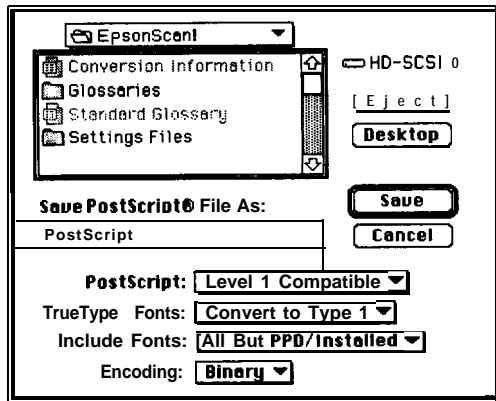 EpsonScan!
Conversion Information
Glossaries
Standard Glossary
Settings Files
HD-SCSI 0
[Eject]
Desktop
Save PostScript® File As:
PostScript
Save
Cancel
PostScript: Level 1 Compatible
TrueType Fonts: Convert to Type 1
Include Fonts: All But PPD/Installed
Encoding: Binary